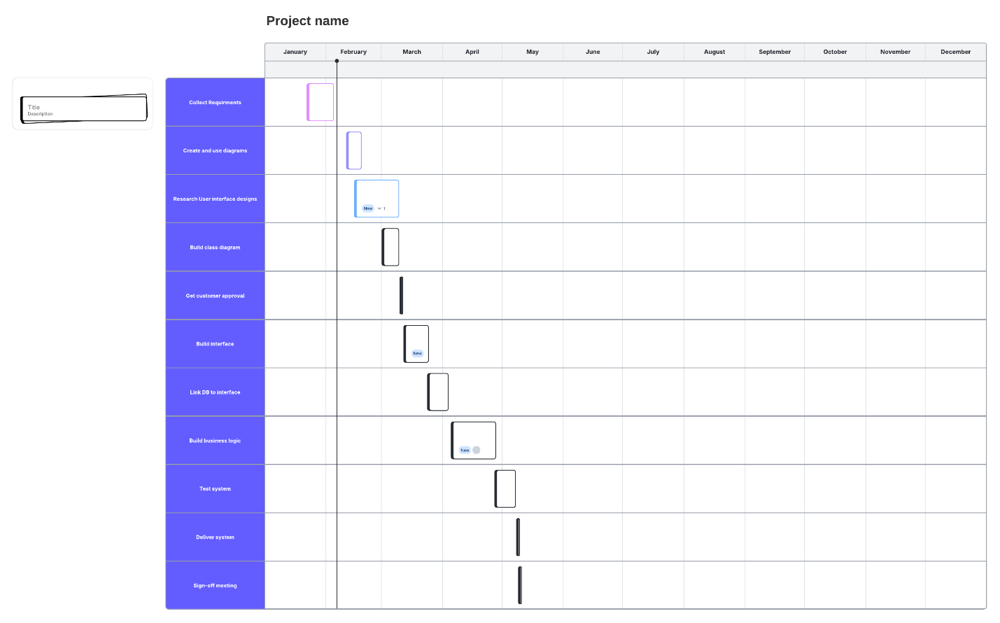 Project name
January February March April May June July August September October November December
Title
Description
Collect Requirments
Create and use diagrams
Research User interface designs
New 1
Build class diagram
Get customer approval
Build interface
New
Link DB to interface
Build business logic
New
Test system
Deliver system
Sign-off meeting